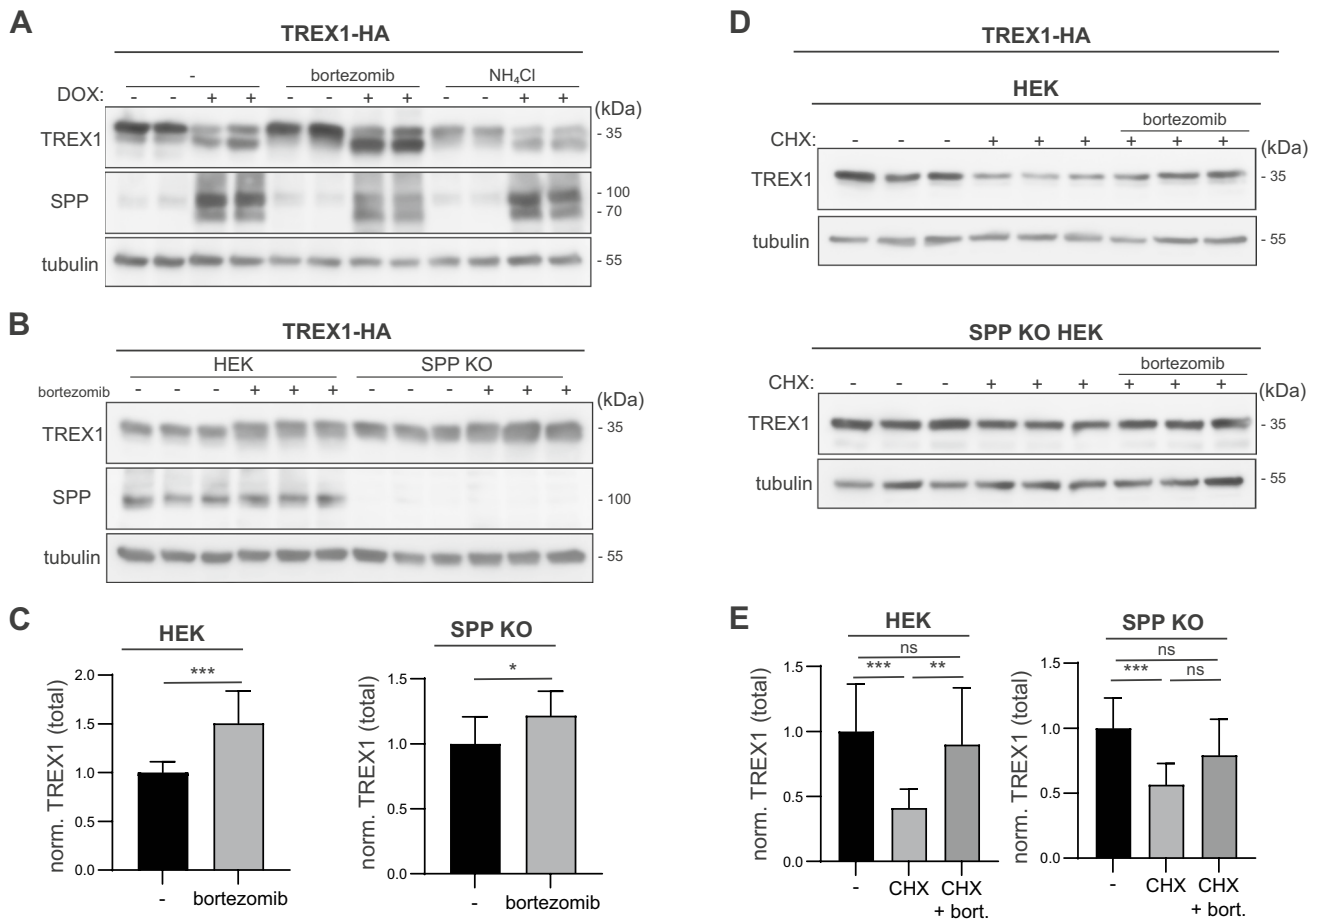 A
TREX1-HA
- bortezomib NH₄Cl
DOX: - - + + - - + + - - + +
(kDa)
TREX1 - 35
SPP - 100
- 70
tubulin - 55
B
TREX1-HA
HEK SPP KO
bortezomib - - - + + + - - - + + +
(kDa)
TREX1 - 35
SPP - 100
tubulin - 55
C
HEK
***
norm. TREX1 (total)
2.0
1.5
1.0
0.5
0.0
- bortezomib
SPP KO
*
norm. TREX1 (total)
1.5
1.0
0.5
0.0
- bortezomib
D
TREX1-HA
HEK
bortezomib
CHX: - - - + + + + + +
(kDa)
TREX1 - 35
tubulin - 55
SPP KO HEK
bortezomib
CHX: - - - + + + + + +
(kDa)
TREX1 - 35
tubulin - 55
E
HEK
ns
*** **
norm. TREX1 (total)
1.5
1.0
0.5
0.0
- CHX CHX
+ bort.
SPP KO
ns
*** ns
norm. TREX1 (total)
1.5
1.0
0.5
0.0
- CHX CHX
+ bort.